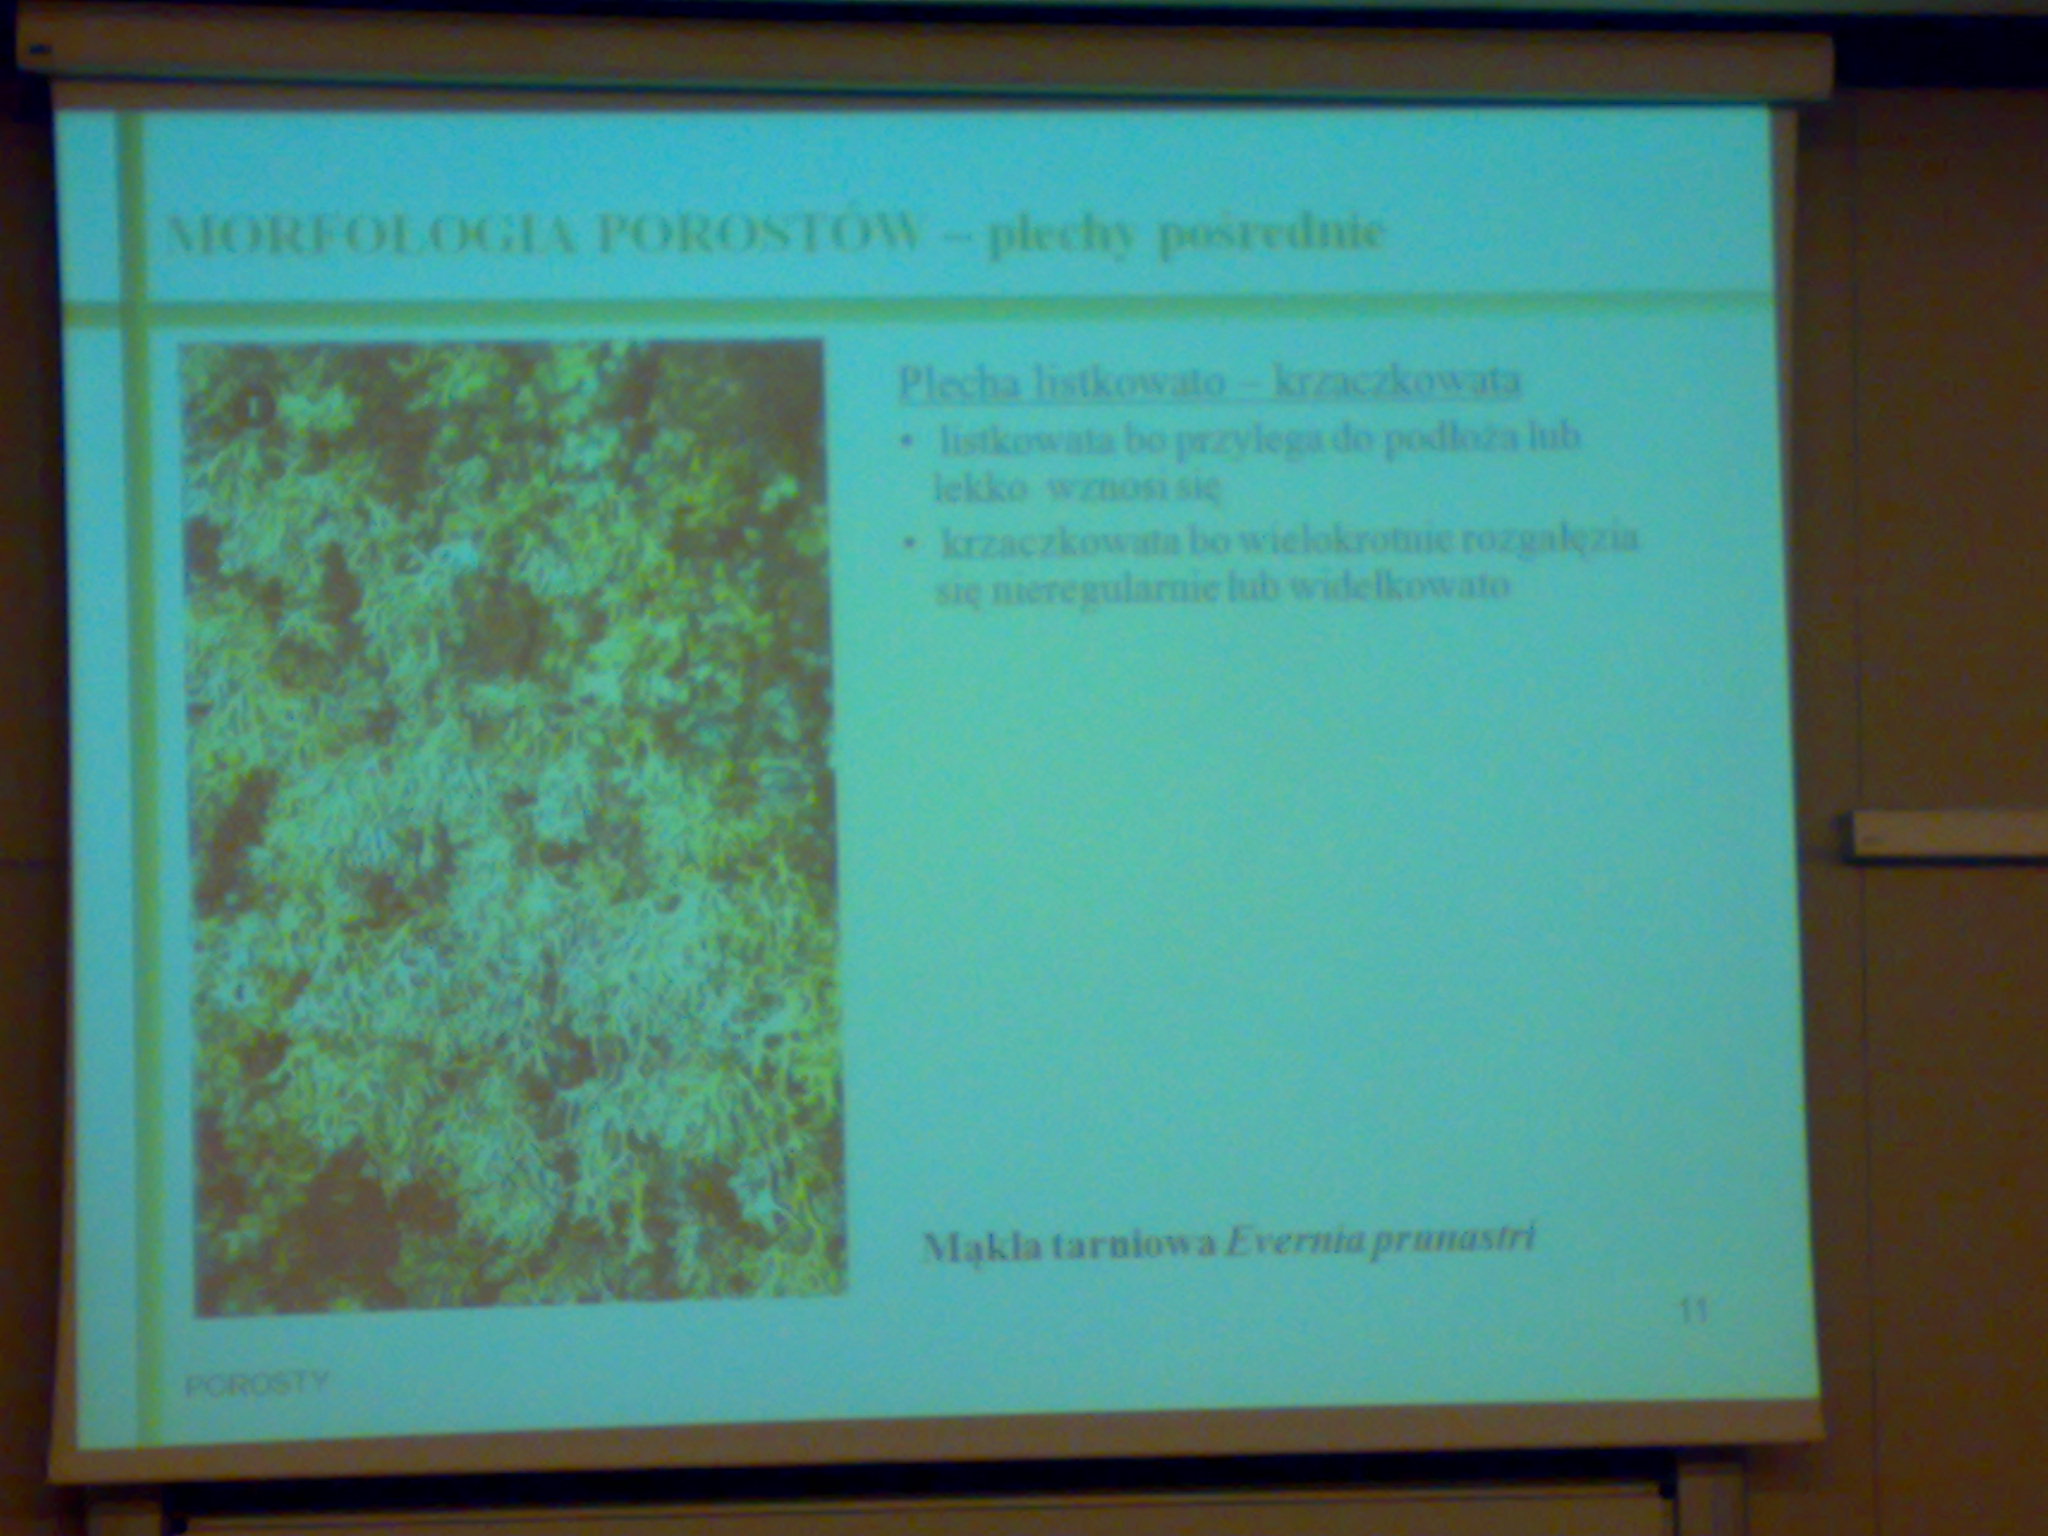 MORFOLOGIA POROSTÓW – plechy pośrednie
1
Plecha listkowato – krzaczkowata
• listkowata bo przylega do podłoża lub
lekko wznosi się
• krzaczkowata bo wielokrotnie rozgałęzia
się nieregularnie lub widełkowato
Mąkla tarniowa Evernia prunastri
11
POROSTY